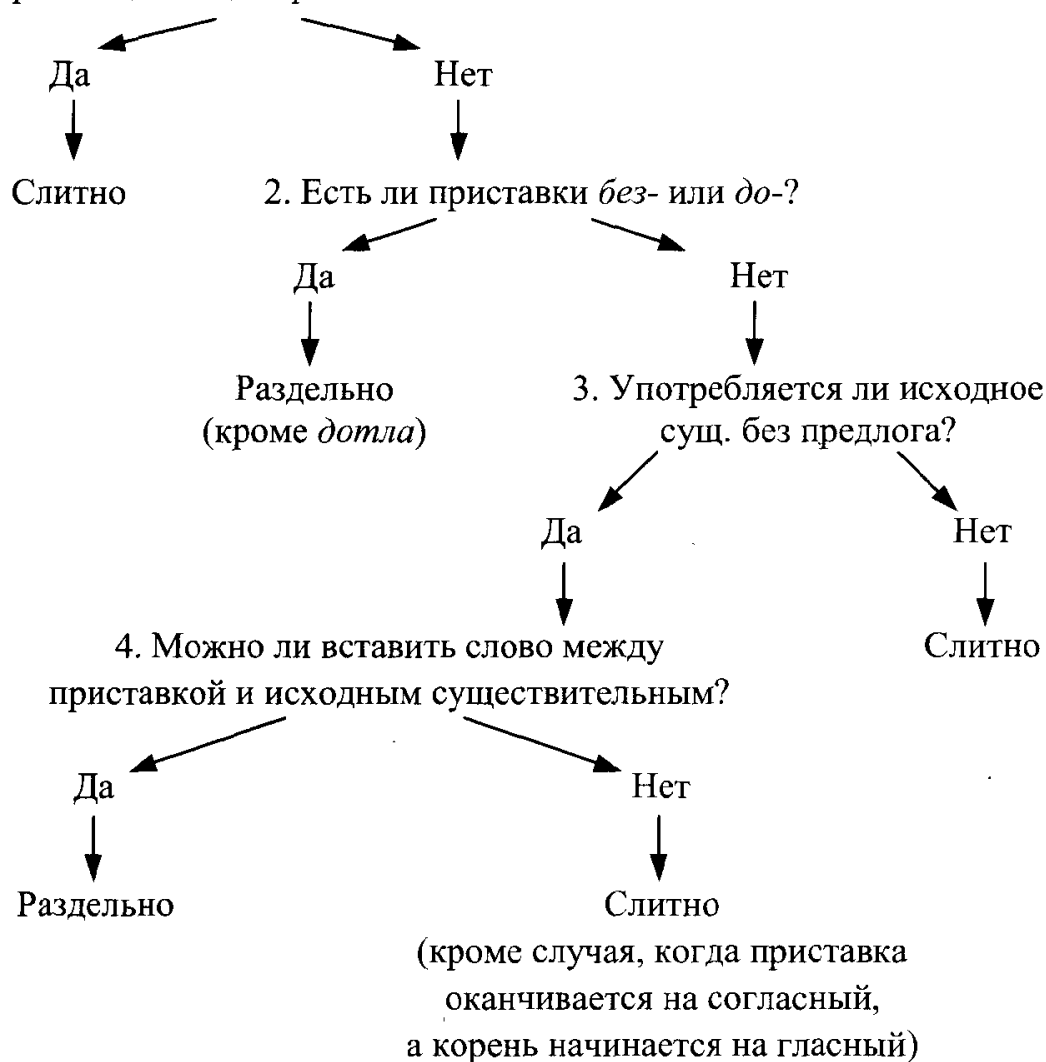 Да Нет
Слитно 2. Есть ли приставки без- или до-?
Да Нет
Раздельно
(кроме дотла)
3. Употребляется ли исходное
сущ. без предлога?
Да Нет
4. Можно ли вставить слово между
приставкой и исходным существительным?
Слитно
Да Нет
Раздельно Слитно
(кроме случая, когда приставка
оканчивается на согласный,
а корень начинается на гласный)